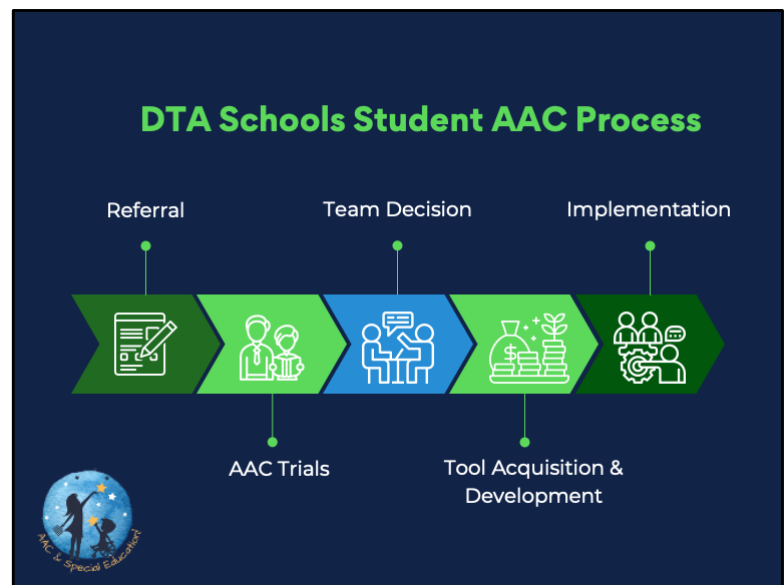 DTA Schools Student AAC Process
Referral
Team Decision
Implementation
$
AAC Trials
Tool Acquisition &
Development
AAC & Special Education!